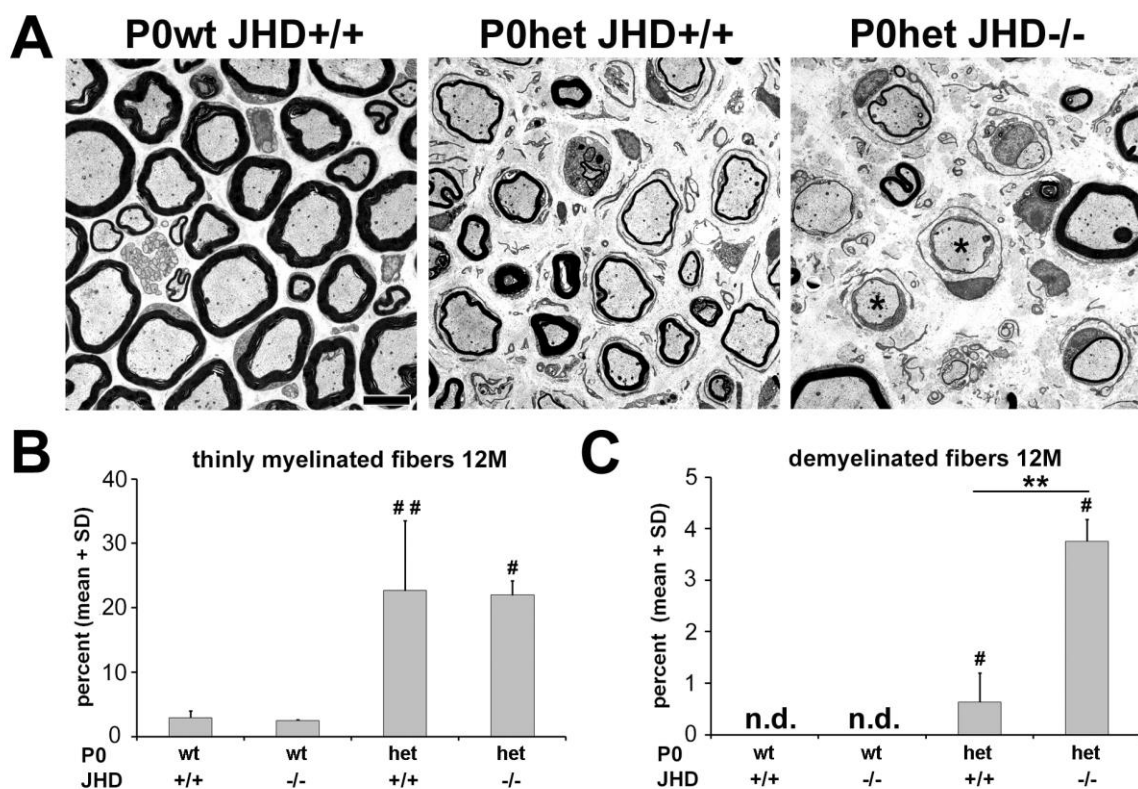 A
P0wt JHD+/+ P0het JHD+/+ P0het JHD-/-
* *
B
thinly myelinated fibers 12M
percent (mean + SD)
40
30
20
10
0
# #
#
P0 wt wt het het
JHD +/+ -/- +/+ -/-
C
demyelinated fibers 12M
percent (mean + SD)
5
4
3
2
1
0
**
#
#
n.d. n.d.
P0 wt wt het het
JHD +/+ -/- +/+ -/-